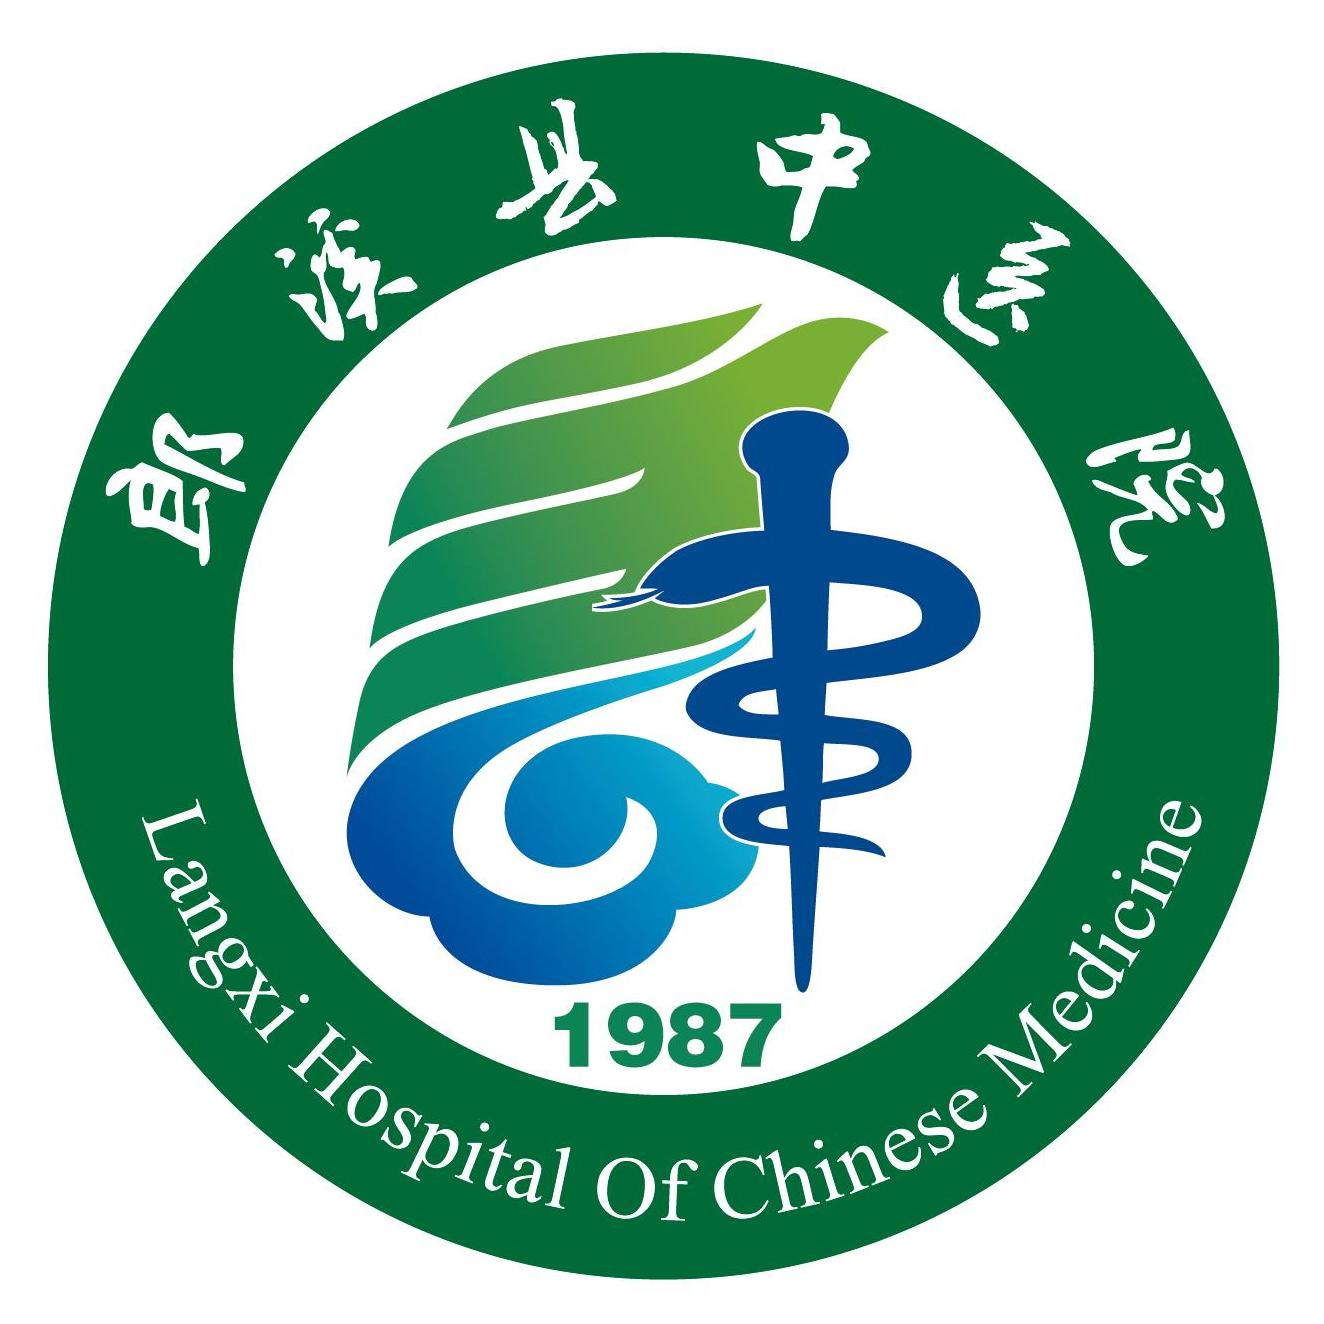 郎溪县中医院
1987
Langxi Hospital Of Chinese Medicine